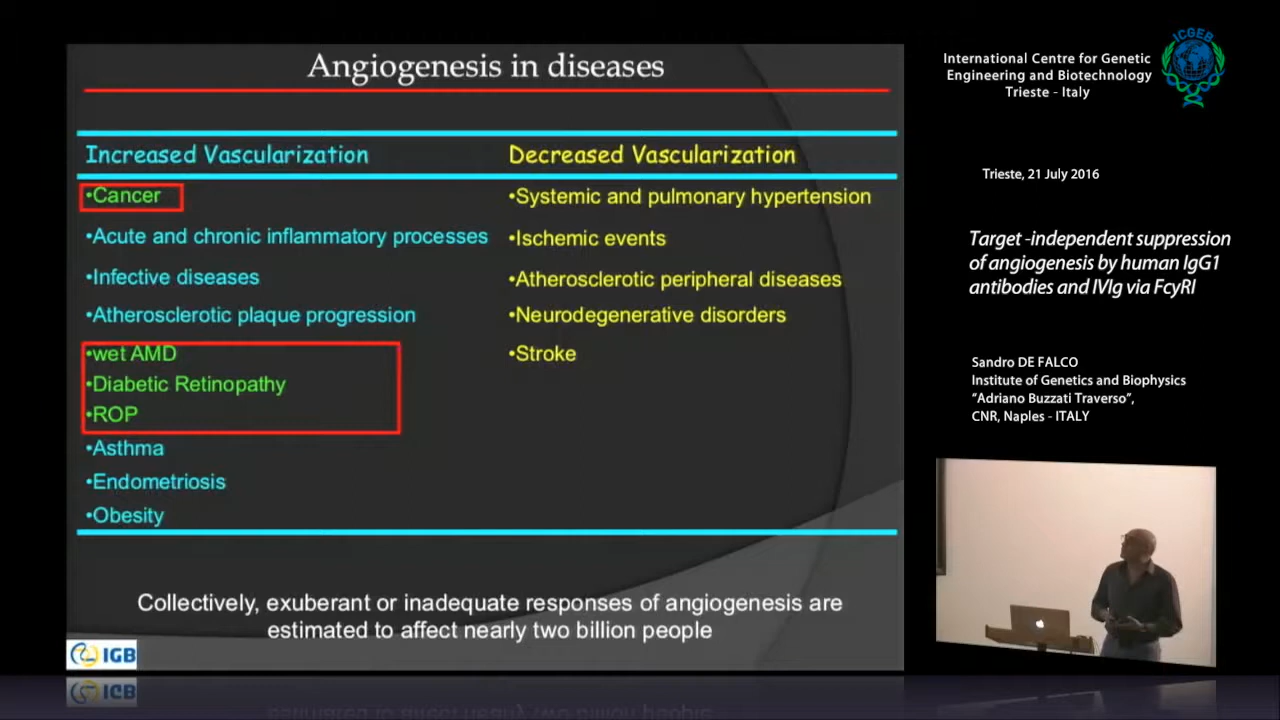 Angiogenesis in diseases
Increased Vascularization
Decreased Vascularization
•Cancer
•Systemic and pulmonary hypertension
•Acute and chronic inflammatory processes
•Ischemic events
•Infective diseases
•Atherosclerotic peripheral diseases
•Atherosclerotic plaque progression
•Neurodegenerative disorders
•wet AMD
•Stroke
•Diabetic Retinopathy
•ROP
•Asthma
•Endometriosis
•Obesity
Collectively, exuberant or inadequate responses of angiogenesis are
estimated to affect nearly two billion people
IGB
International Centre for Genetic
Engineering and Biotechnology
Trieste - Italy
ICGEB
Trieste, 21 July 2016
Target -independent suppression
of angiogenesis by human IgG1
antibodies and IVIg via FcγRI
Sandro DE FALCO
Institute of Genetics and Biophysics
“Adriano Buzzati Traverso”,
CNR, Naples - ITALY